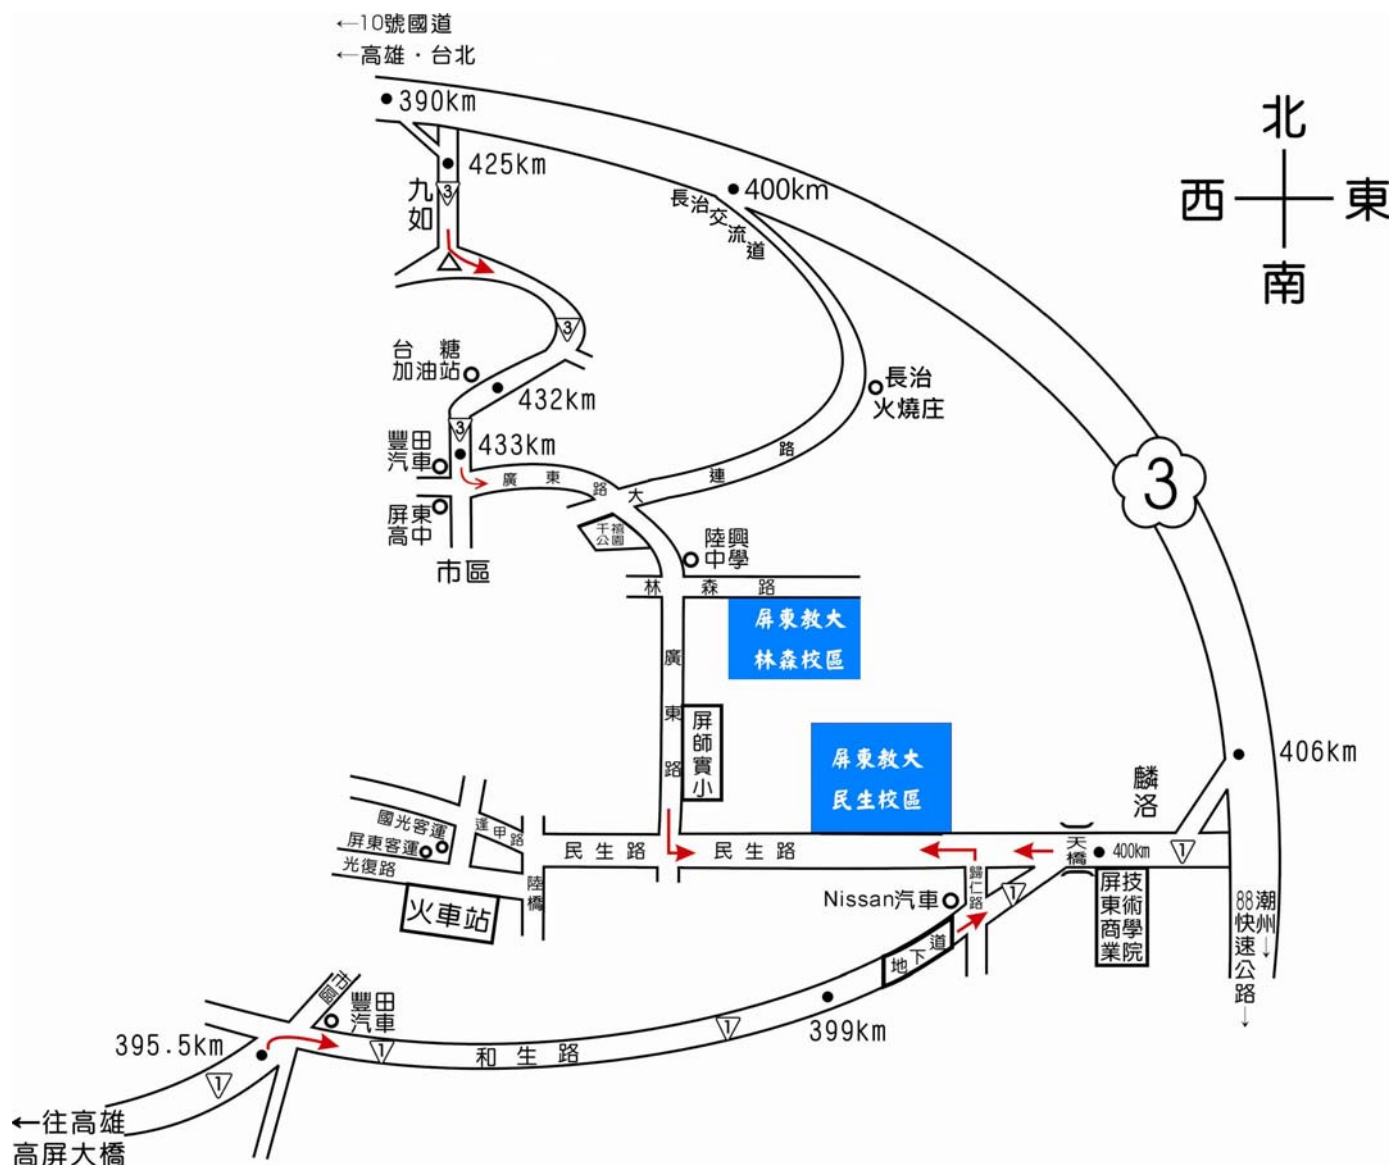 ←10號國道
←高雄．台北
390km
425km
3
九如
北
西
東
南
400km
長治交流道
3
台糖
加油站
432km
長治
火燒庄
3
433km
豐田
汽車
廣東路
大連路
屏東
高中
市區
千禧
公園
陸興
中學
3
林森路
屏東教大
林森校區
廣東路
屏師實小
屏東教大
民生校區
406km
麟洛
國光客運
屏東客運
光復路
逢甲路
民生路
民生路
天橋
400km
1
陸橋
火車站
Nissan汽車
歸仁路
1
屏東商業
技術學院
潮州↓
88快速公路↓
地下道
市區
豐田
汽車
395.5km
1
1
和生路
1
399km
←往高雄
高屏大橋